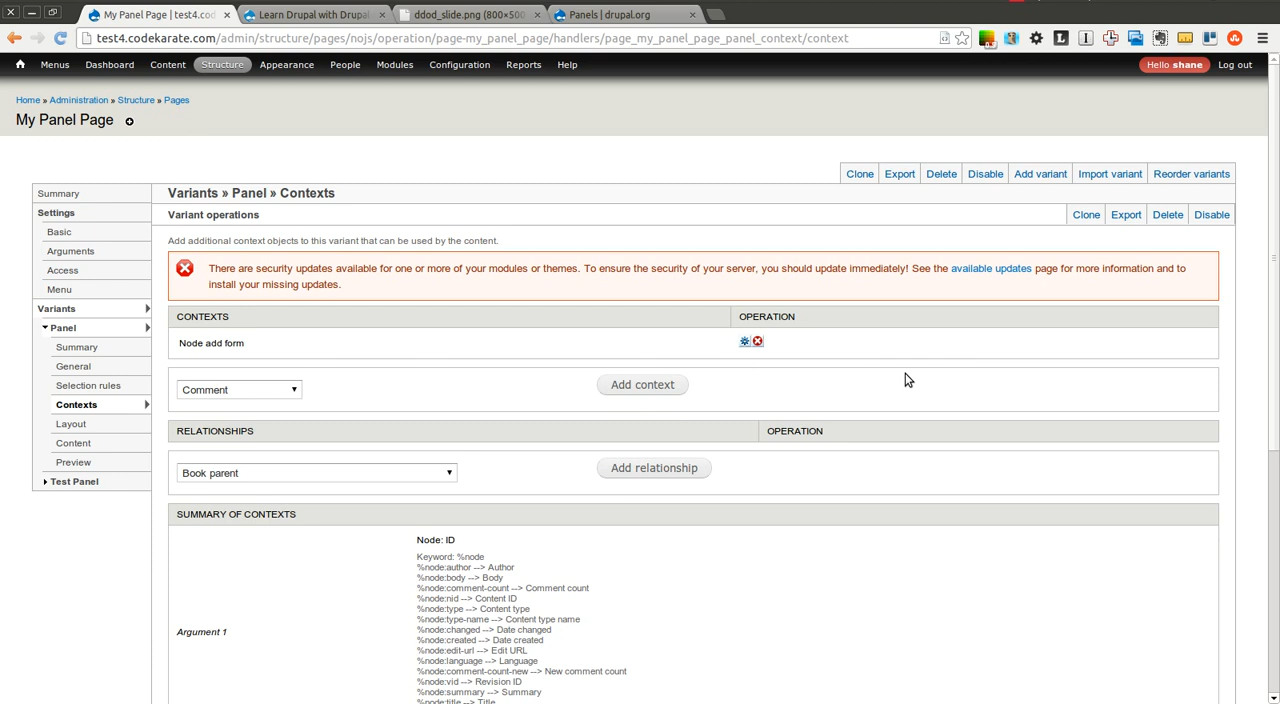 My Panel Page | test4.cod
Learn Drupal with Drupal
ddod_slide.png (800×500
Panels | drupal.org
test4.codekarate.com/admin/structure/pages/nojs/operation/page-my_panel_page/handlers/page_my_panel_page_panel_context/context
Menus Dashboard Content Structure Appearance People Modules Configuration Reports Help Hello shane Log out
Home » Administration » Structure » Pages
My Panel Page
Clone Export Delete Disable Add variant Import variant Reorder variants
Summary
Settings
Basic
Arguments
Access
Menu
Variants
Panel
Summary
General
Selection rules
Contexts
Layout
Content
Preview
Test Panel
Variants » Panel » Contexts
Variant operations Clone Export Delete Disable
Add additional context objects to this variant that can be used by the content.
There are security updates available for one or more of your modules or themes. To ensure the security of your server, you should update immediately! See the available updates page for more information and to
install your missing updates.
CONTEXTS OPERATION
Node add form
Comment Add context
RELATIONSHIPS OPERATION
Book parent Add relationship
SUMMARY OF CONTEXTS
Argument 1
Node: ID
Keyword: %node
%node:author --> Author
%node:body --> Body
%node:comment-count --> Comment count
%node:nid --> Content ID
%node:type --> Content type
%node:type-name --> Content type name
%node:changed --> Date changed
%node:created --> Date created
%node:edit-url --> Edit URL
%node:language --> Language
%node:comment-count-new --> New comment count
%node:vid --> Revision ID
%node:summary --> Summary
%node:title --> Title